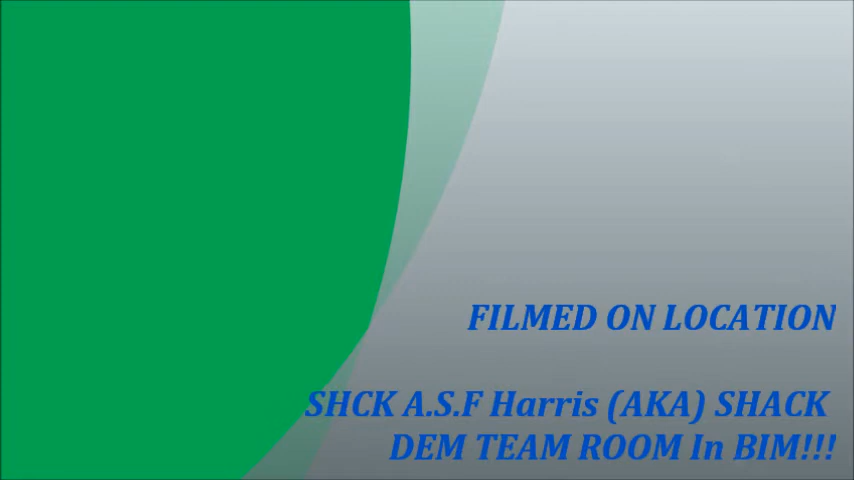 FILMED ON LOCATION
SHCK A.S.F Harris (AKA) SHACK
DEM TEAM ROOM In BIM!!!